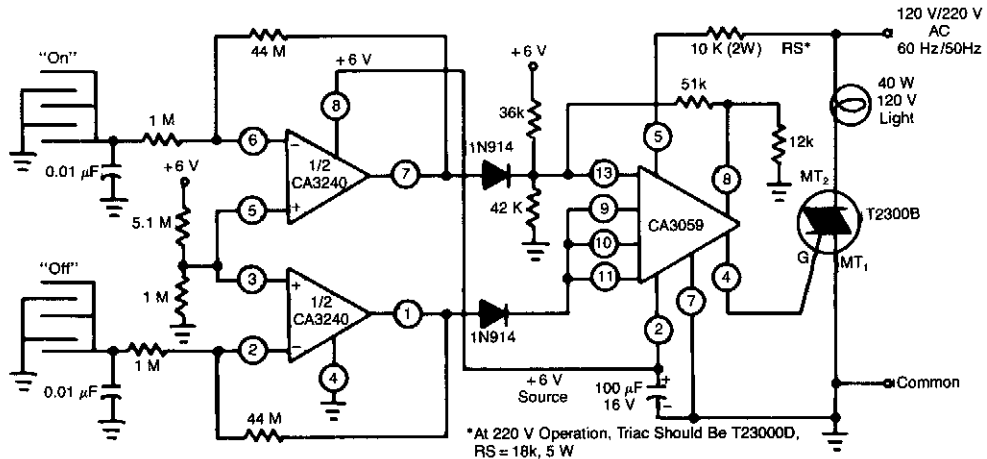 "On"
44 M
+6 V
8
1 M
6
−
1/2
CA3240
7
0.01 μF
+6 V
5
+
5.1 M
1 M
"Off"
3
+
1/2
CA3240
1
1 M
2
−
4
0.01 μF
44 M
+6 V
36k
1N914
42 K
1N914
+6 V
Source
10 K (2W)
RS*
51k
5
13
9
10
11
CA3059
8
12k
4
7
2
100 μF
16 V
+
−
120 V/220 V
AC
60 Hz/50Hz
40 W
120 V
Light
MT2
T2300B
G
MT1
Common
*At 220 V Operation, Triac Should Be T23000D,
RS = 18k, 5 W